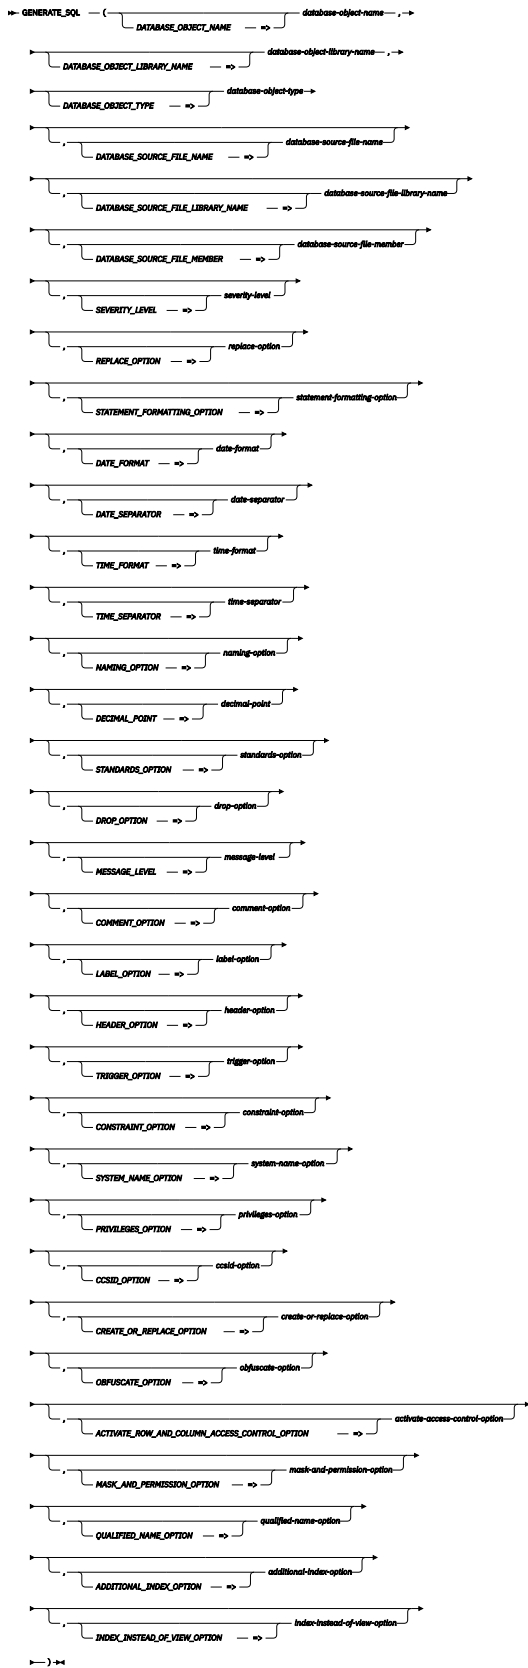 GENERATE_SQL ( database-object-name ,
DATABASE_OBJECT_NAME =>
database-object-library-name ,
DATABASE_OBJECT_LIBRARY_NAME =>
database-object-type
DATABASE_OBJECT_TYPE =>
, database-source-file-name
DATABASE_SOURCE_FILE_NAME =>
, database-source-file-library-name
DATABASE_SOURCE_FILE_LIBRARY_NAME =>
, database-source-file-member
DATABASE_SOURCE_FILE_MEMBER =>
, severity-level
SEVERITY_LEVEL =>
, replace-option
REPLACE_OPTION =>
, statement-formatting-option
STATEMENT_FORMATTING_OPTION =>
, date-format
DATE_FORMAT =>
, date-separator
DATE_SEPARATOR =>
, time-format
TIME_FORMAT =>
, time-separator
TIME_SEPARATOR =>
, naming-option
NAMING_OPTION =>
, decimal-point
DECIMAL_POINT =>
, standards-option
STANDARDS_OPTION =>
, drop-option
DROP_OPTION =>
, message-level
MESSAGE_LEVEL =>
, comment-option
COMMENT_OPTION =>
, label-option
LABEL_OPTION =>
, header-option
HEADER_OPTION =>
, trigger-option
TRIGGER_OPTION =>
, constraint-option
CONSTRAINT_OPTION =>
, system-name-option
SYSTEM_NAME_OPTION =>
, privileges-option
PRIVILEGES_OPTION =>
, ccsid-option
CCSID_OPTION =>
, create-or-replace-option
CREATE_OR_REPLACE_OPTION =>
, obfuscate-option
OBFUSCATE_OPTION =>
, activate-access-control-option
ACTIVATE_ROW_AND_COLUMN_ACCESS_CONTROL_OPTION =>
, mask-and-permission-option
MASK_AND_PERMISSION_OPTION =>
, qualified-name-option
QUALIFIED_NAME_OPTION =>
, additional-index-option
ADDITIONAL_INDEX_OPTION =>
, index-instead-of-view-option
INDEX_INSTEAD_OF_VIEW_OPTION =>
)